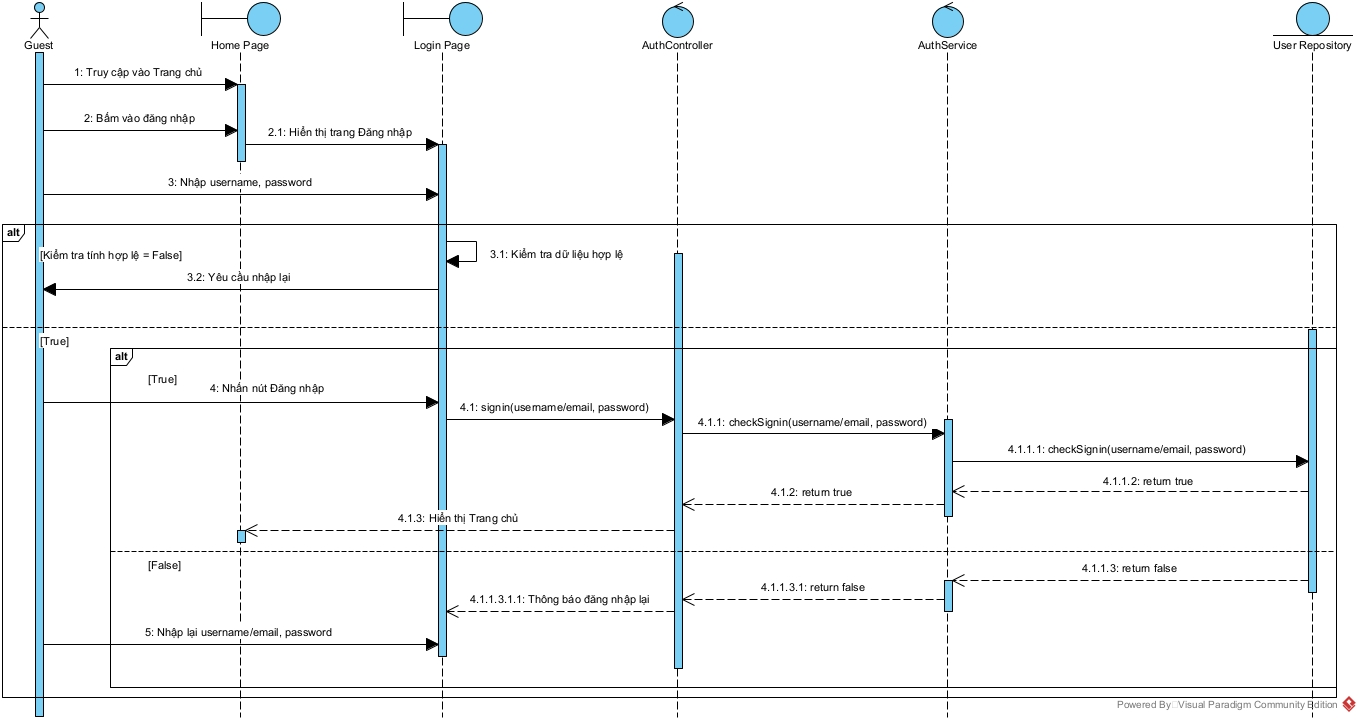 Guest
Home Page
Login Page
AuthController
AuthService
User Repository
1: Truy cập vào Trang chủ
2: Bấm vào đăng nhập
2.1: Hiển thị trang Đăng nhập
3: Nhập username, password
alt
[Kiểm tra tính hợp lệ = False]
3.1: Kiểm tra dữ liệu hợp lệ
3.2: Yêu cầu nhập lại
[True]
alt
[True]
4: Nhấn nút Đăng nhập
4.1: signin(username/email, password)
4.1.1: checkSignin(username/email, password)
4.1.1.1: checkSignin(username/email, password)
4.1.1.2: return true
4.1.2: return true
4.1.3: Hiển thị Trang chủ
[False]
4.1.1.3: return false
4.1.1.3.1: return false
4.1.1.3.1.1: Thông báo đăng nhập lại
5: Nhập lại username/email, password
Powered By Visual Paradigm Community Edition